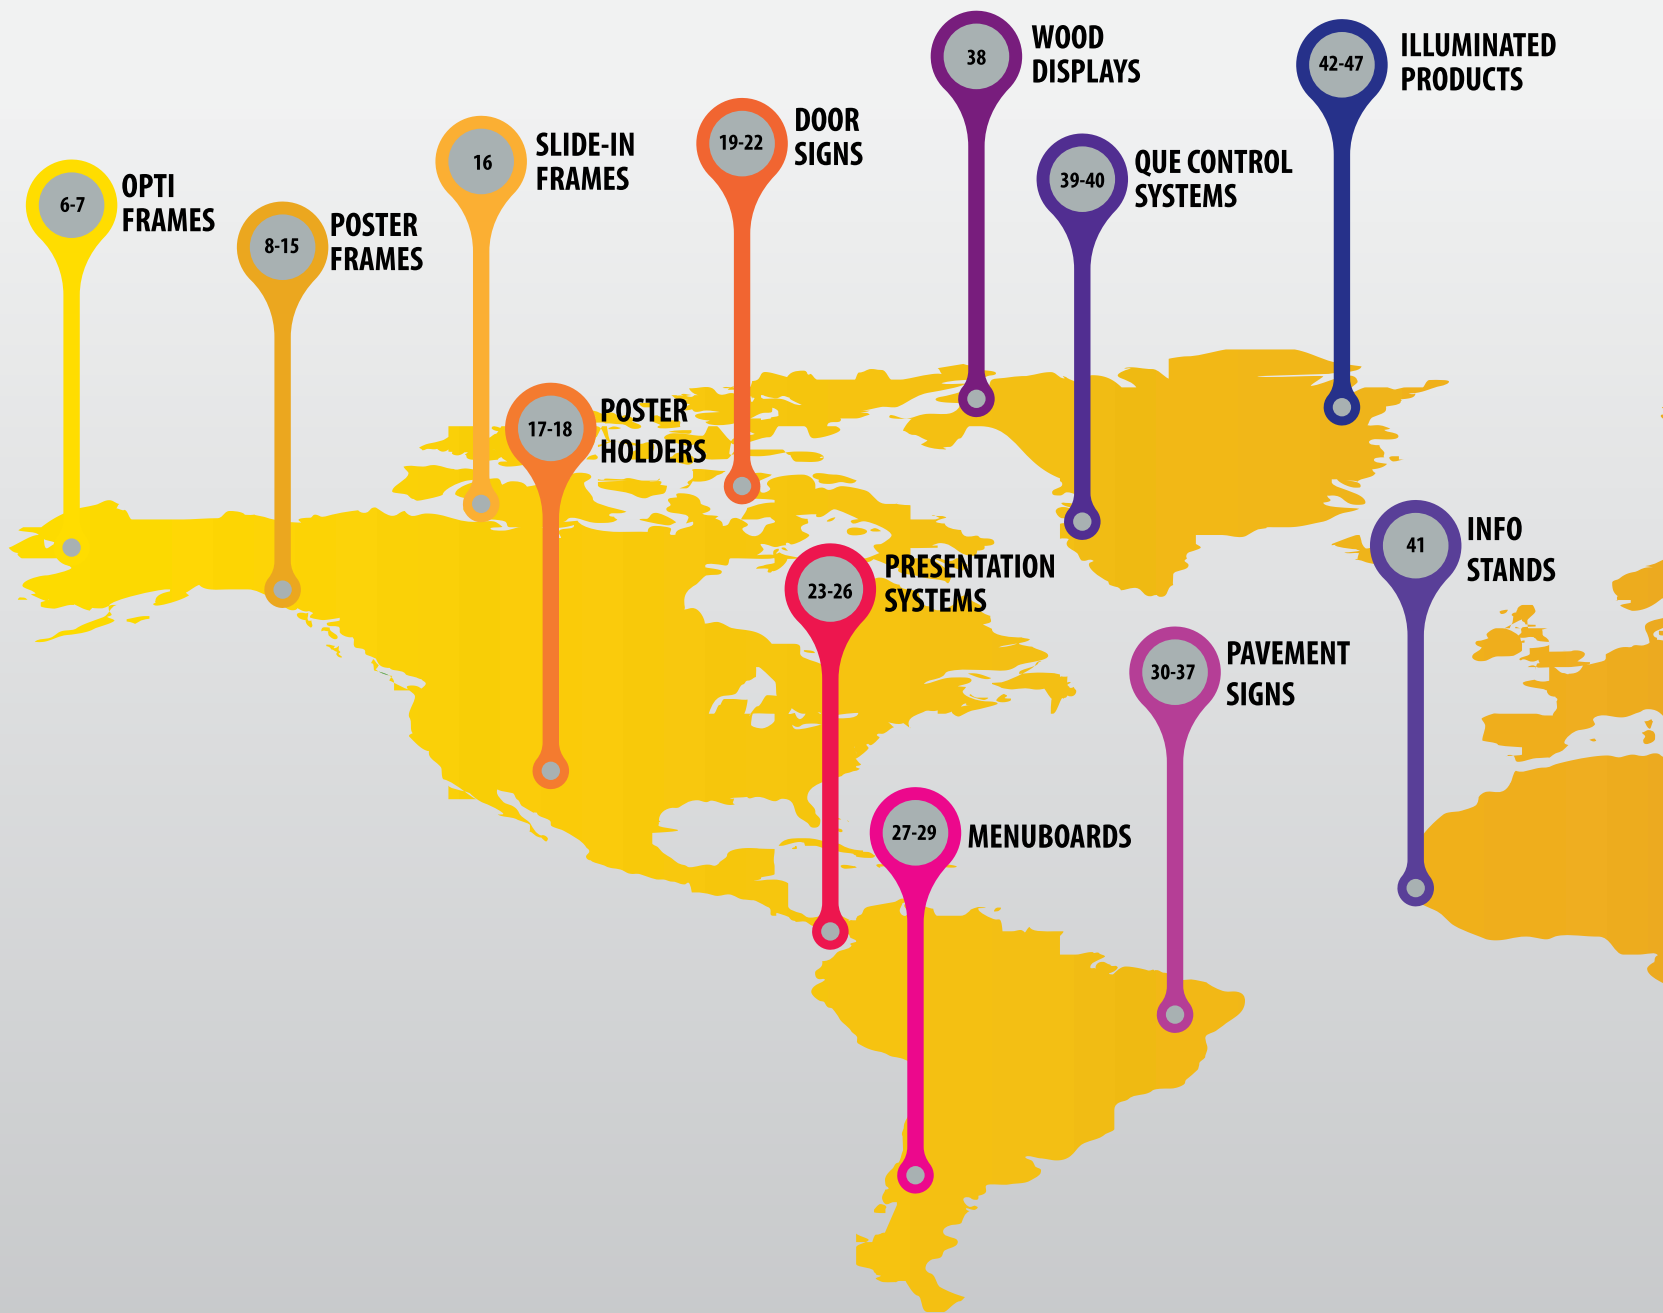 6-7
OPTI
FRAMES
8-15
POSTER
FRAMES
16
SLIDE-IN
FRAMES
17-18
POSTER
HOLDERS
19-22
DOOR
SIGNS
23-26
PRESENTATION
SYSTEMS
27-29
MENUBOARDS
30-37
PAVEMENT
SIGNS
38
WOOD
DISPLAYS
39-40
QUE CONTROL
SYSTEMS
41
INFO
STANDS
42-47
ILLUMINATED
PRODUCTS